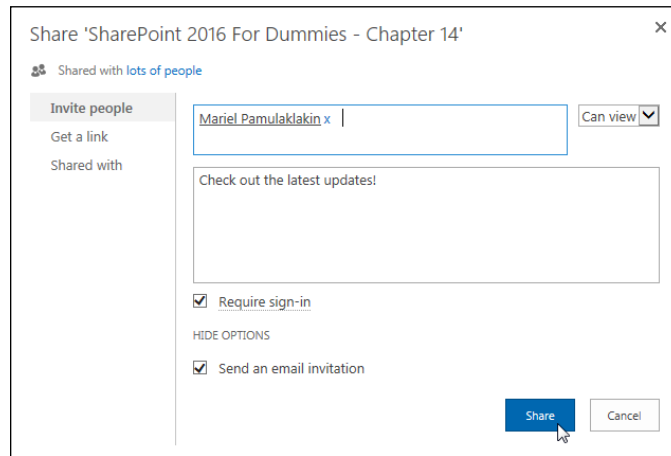 Share 'SharePoint 2016 For Dummies - Chapter 14'
Shared with lots of people
Invite people
Get a link
Shared with
Mariel Pamulaklakin x
Can view
Check out the latest updates!
Require sign-in
HIDE OPTIONS
Send an email invitation
Share
Cancel